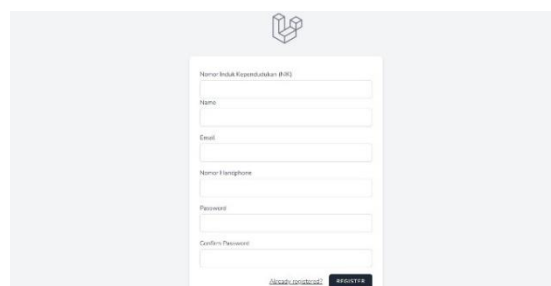 Nomor Induk Kependudukan (NIK)
Name
Email
Nomor Handphone
Password
Confirm Password
Already registered? REGISTER